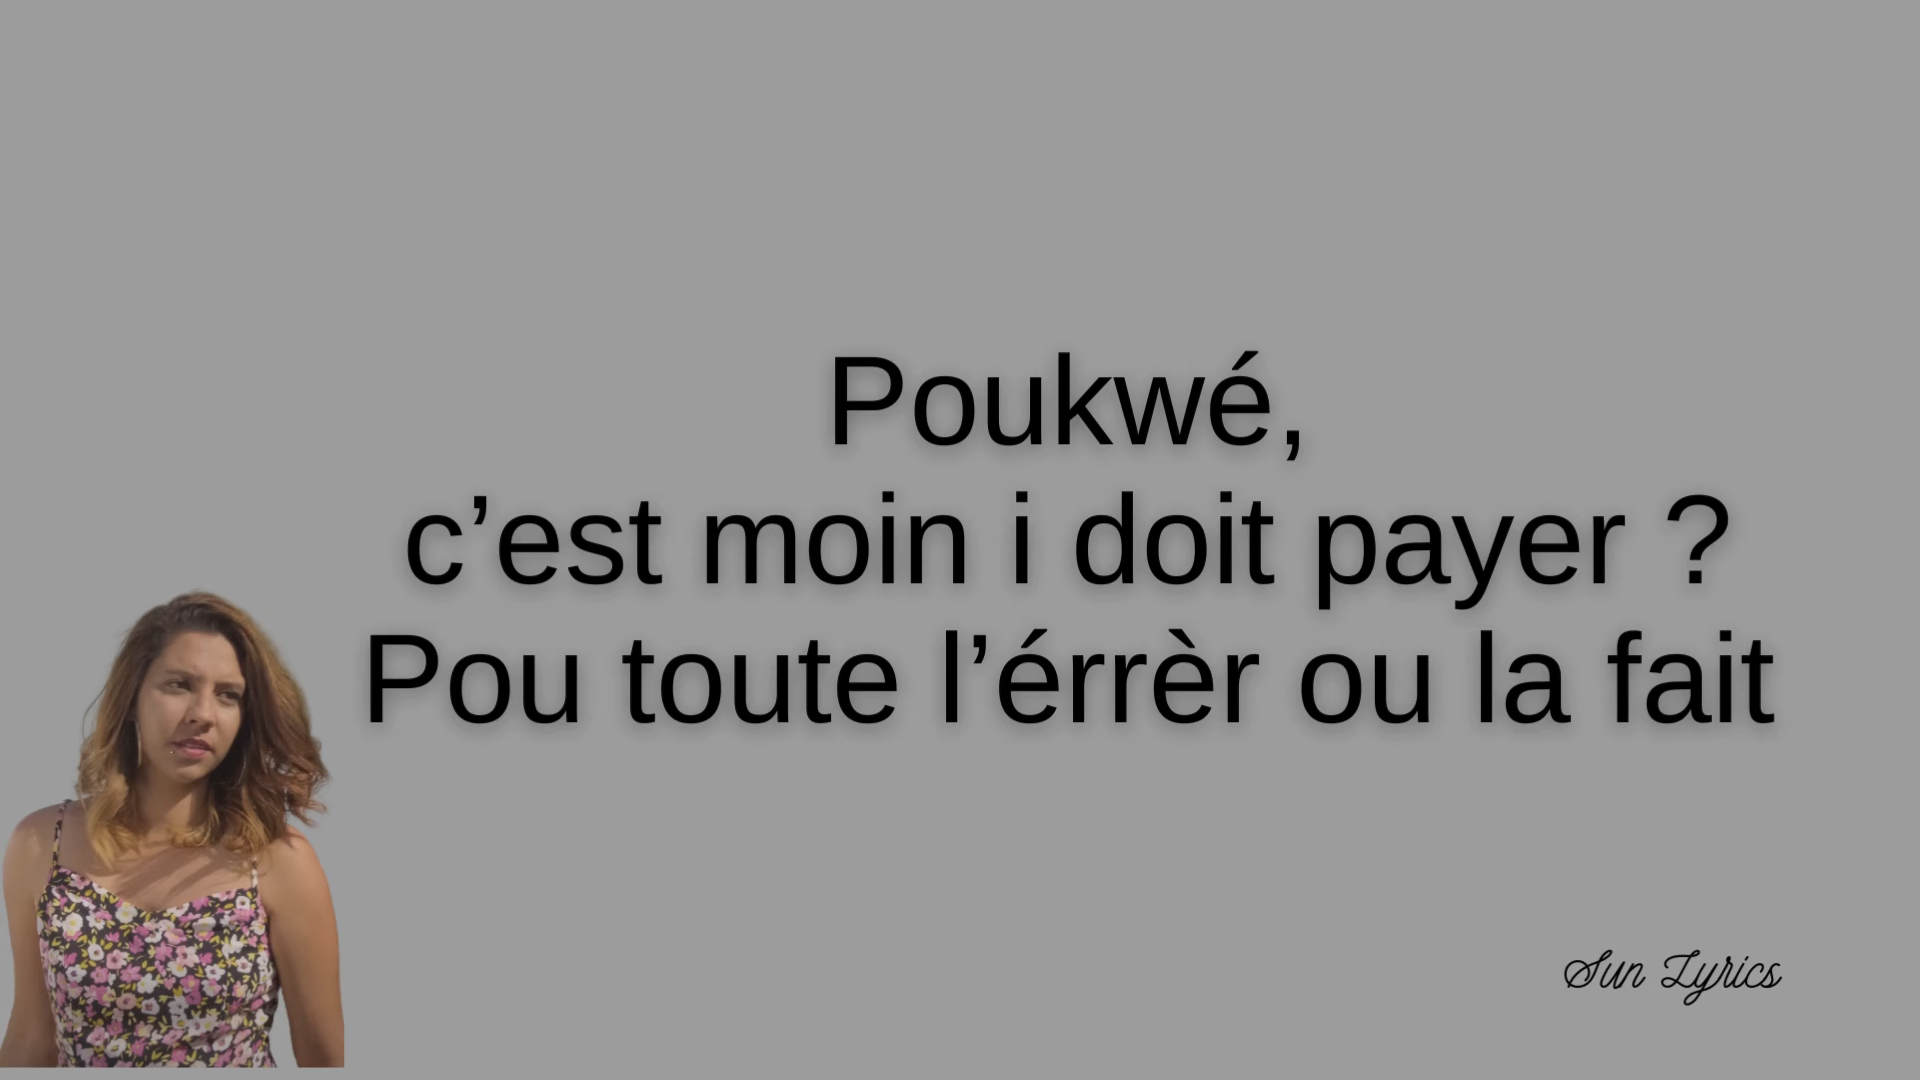 Poukwé,
c’est moin i doit payer ?
Pou toute l’érrèr ou la fait
Sun Lyrics